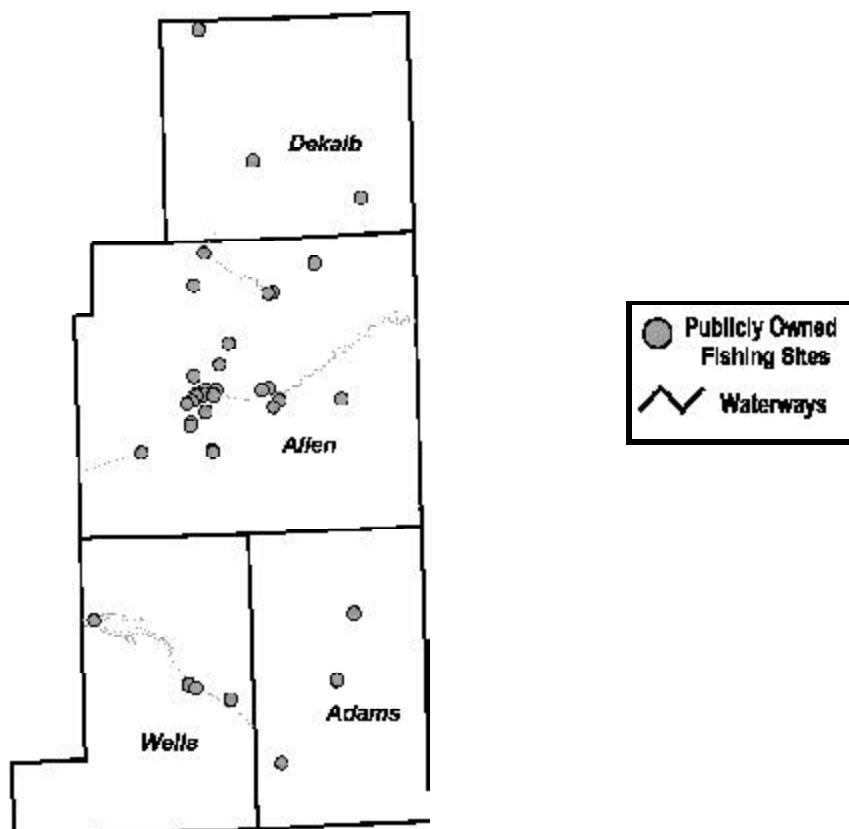 Dekalb
Publicly Owned
Fishing Sites
Waterways
Allen
Adams
Wells